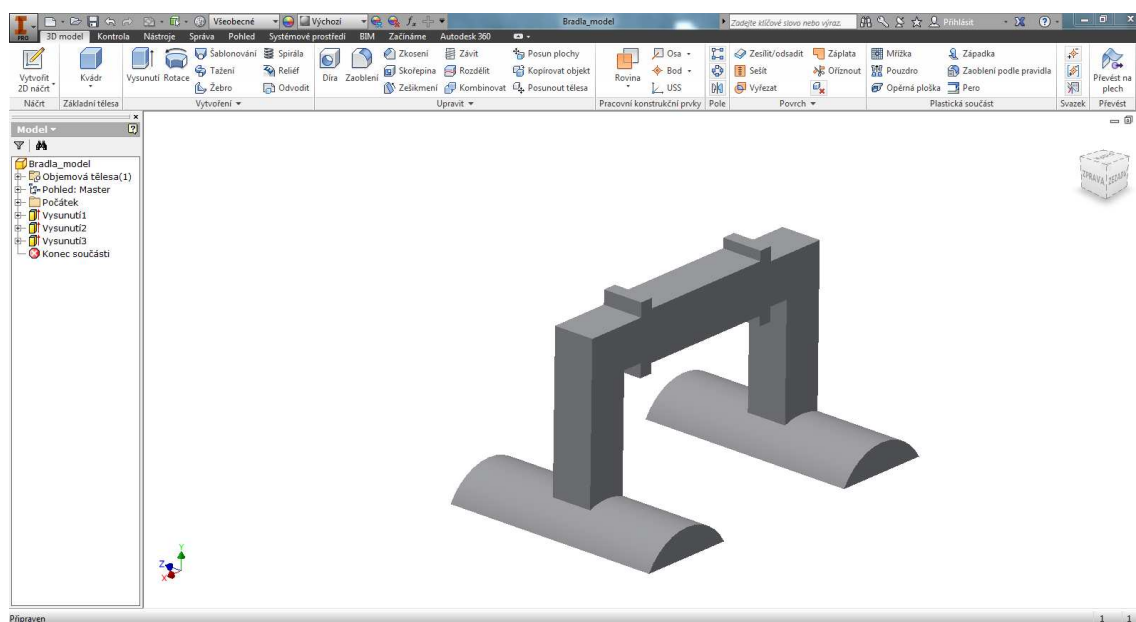 Všeobecné Výchozí Bradla_model Zadejte klíčové slovo nebo výraz. Přihlásit
PRO 3D model Kontrola Nástroje Správa Pohled Systémové prostředí BIM Začínáme Autodesk 360
Šablonování Spirála Zkosení Závit Posun plochy Osa Zesílit/odsadit Záplata Mřížka Západka
Tažení Reliéf Skořepina Rozdělit Kopírovat objekt Bod Sešít Oříznout Pouzdro Zaoblení podle pravidla
Vytvořit 2D náčrt Kvádr Vysunutí Rotace Díra Zaoblení Rovina Převést na plech
Žebro Odvodit Zešikmení Kombinovat Posunout tělesa USS Vyřezat Opěrná ploška Pero
Náčrt Základní tělesa Vytvoření Upravit Pracovní konstrukční prvky Pole Povrch Plastická součást Svazek Převést
Model
Bradla_model
Objemová tělesa(1)
Pohled: Master
Počátek
Vysunutí1
Vysunutí2
Vysunutí3
Konec součásti
ZPRAVA ZEZADU
Y
Z
X
Připraven 1 1